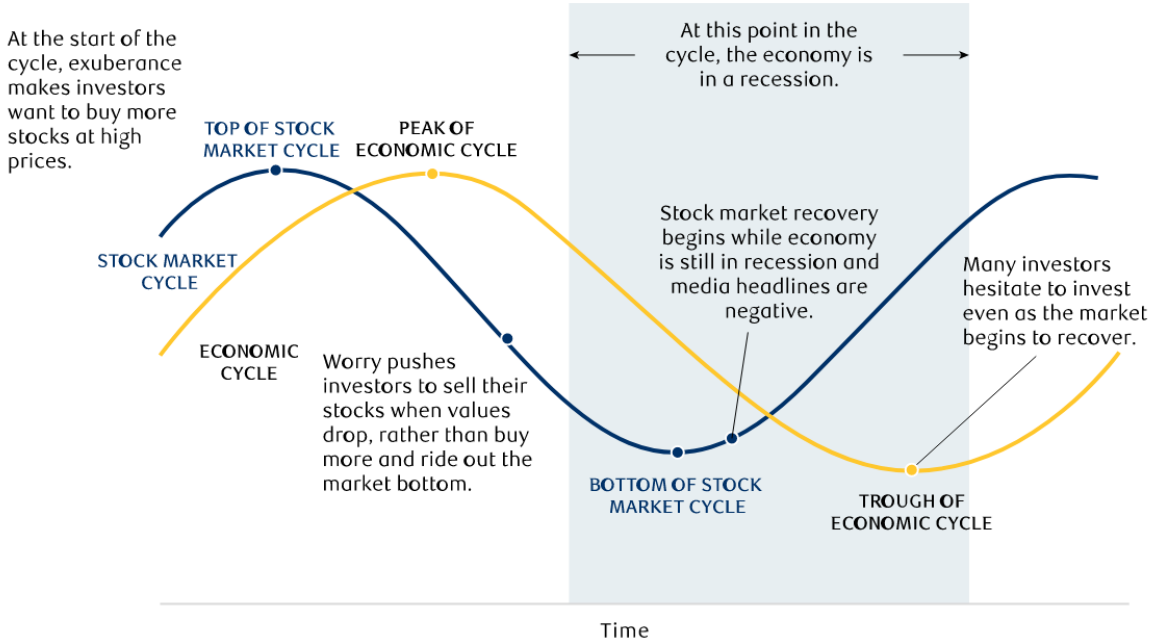 At the start of the
cycle, exuberance
makes investors
want to buy more
stocks at high
prices.
TOP OF STOCK
MARKET CYCLE
PEAK OF
ECONOMIC CYCLE
At this point in the
cycle, the economy is
in a recession.
STOCK MARKET
CYCLE
ECONOMIC
CYCLE
Worry pushes
investors to sell their
stocks when values
drop, rather than buy
more and ride out the
market bottom.
Stock market recovery
begins while economy
is still in recession and
media headlines are
negative.
Many investors
hesitate to invest
even as the market
begins to recover.
BOTTOM OF STOCK
MARKET CYCLE
TROUGH OF
ECONOMIC CYCLE
Time